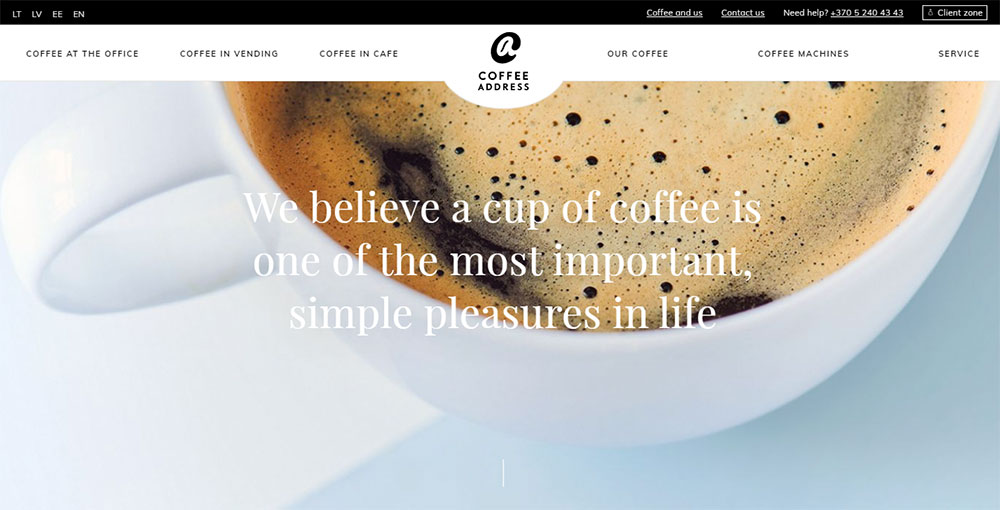 LT LV EE EN
Coffee and us Contact us Need help? +370 5 240 43 43 Client zone
COFFEE AT THE OFFICE COFFEE IN VENDING COFFEE IN CAFE
a
COFFEE
ADDRESS
OUR COFFEE COFFEE MACHINES SERVICE
We believe a cup of coffee is
one of the most important,
simple pleasures in life